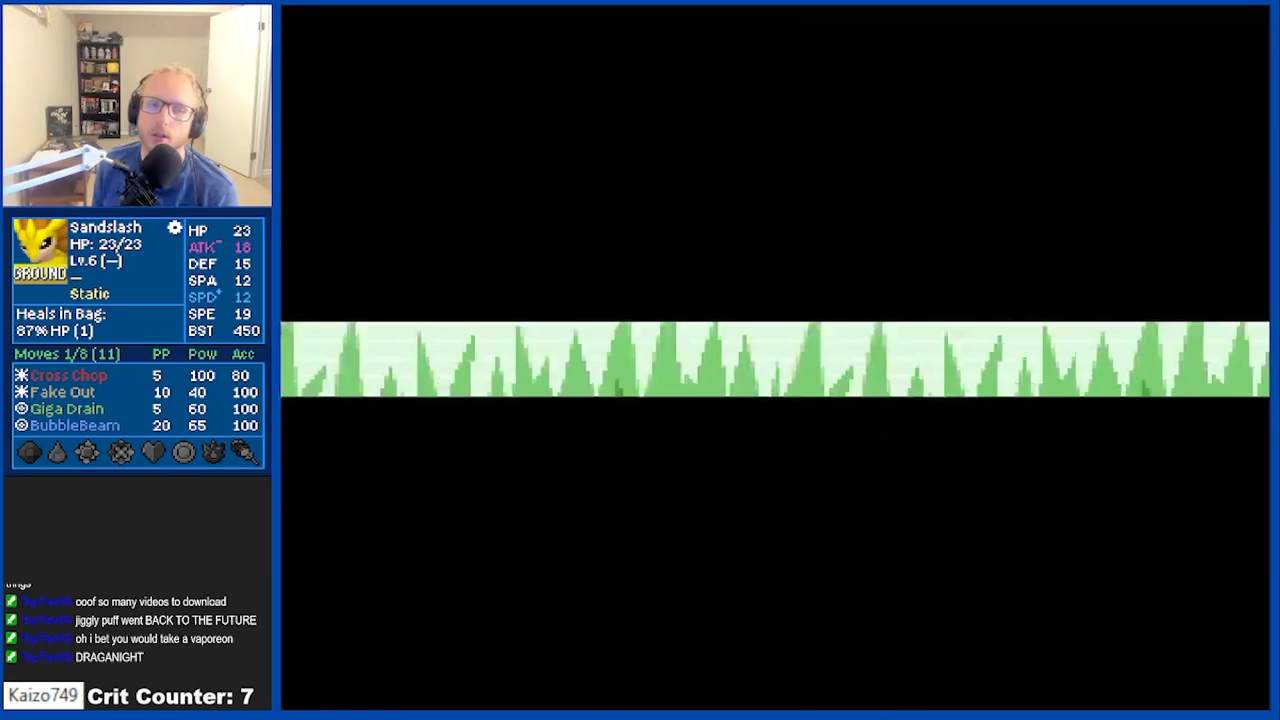 Sandslash
HP: 23/23
Lv.6 (—)
—
GROUND
Static
Heals in Bag:
87% HP (1)
HP 23
ATK- 18
DEF 15
SPA 12
SPD+ 12
SPE 19
BST 450
Moves 1/8 (11) PP Pow Acc
Cross Chop 5 100 80
Fake Out 10 40 100
Giga Drain 5 60 100
BubbleBeam 20 65 100
ooof so many videos to download
jiggly puff went BACK TO THE FUTURE
oh i bet you would take a vaporeon
DRAGANIGHT
Kaizo749 Crit Counter: 7